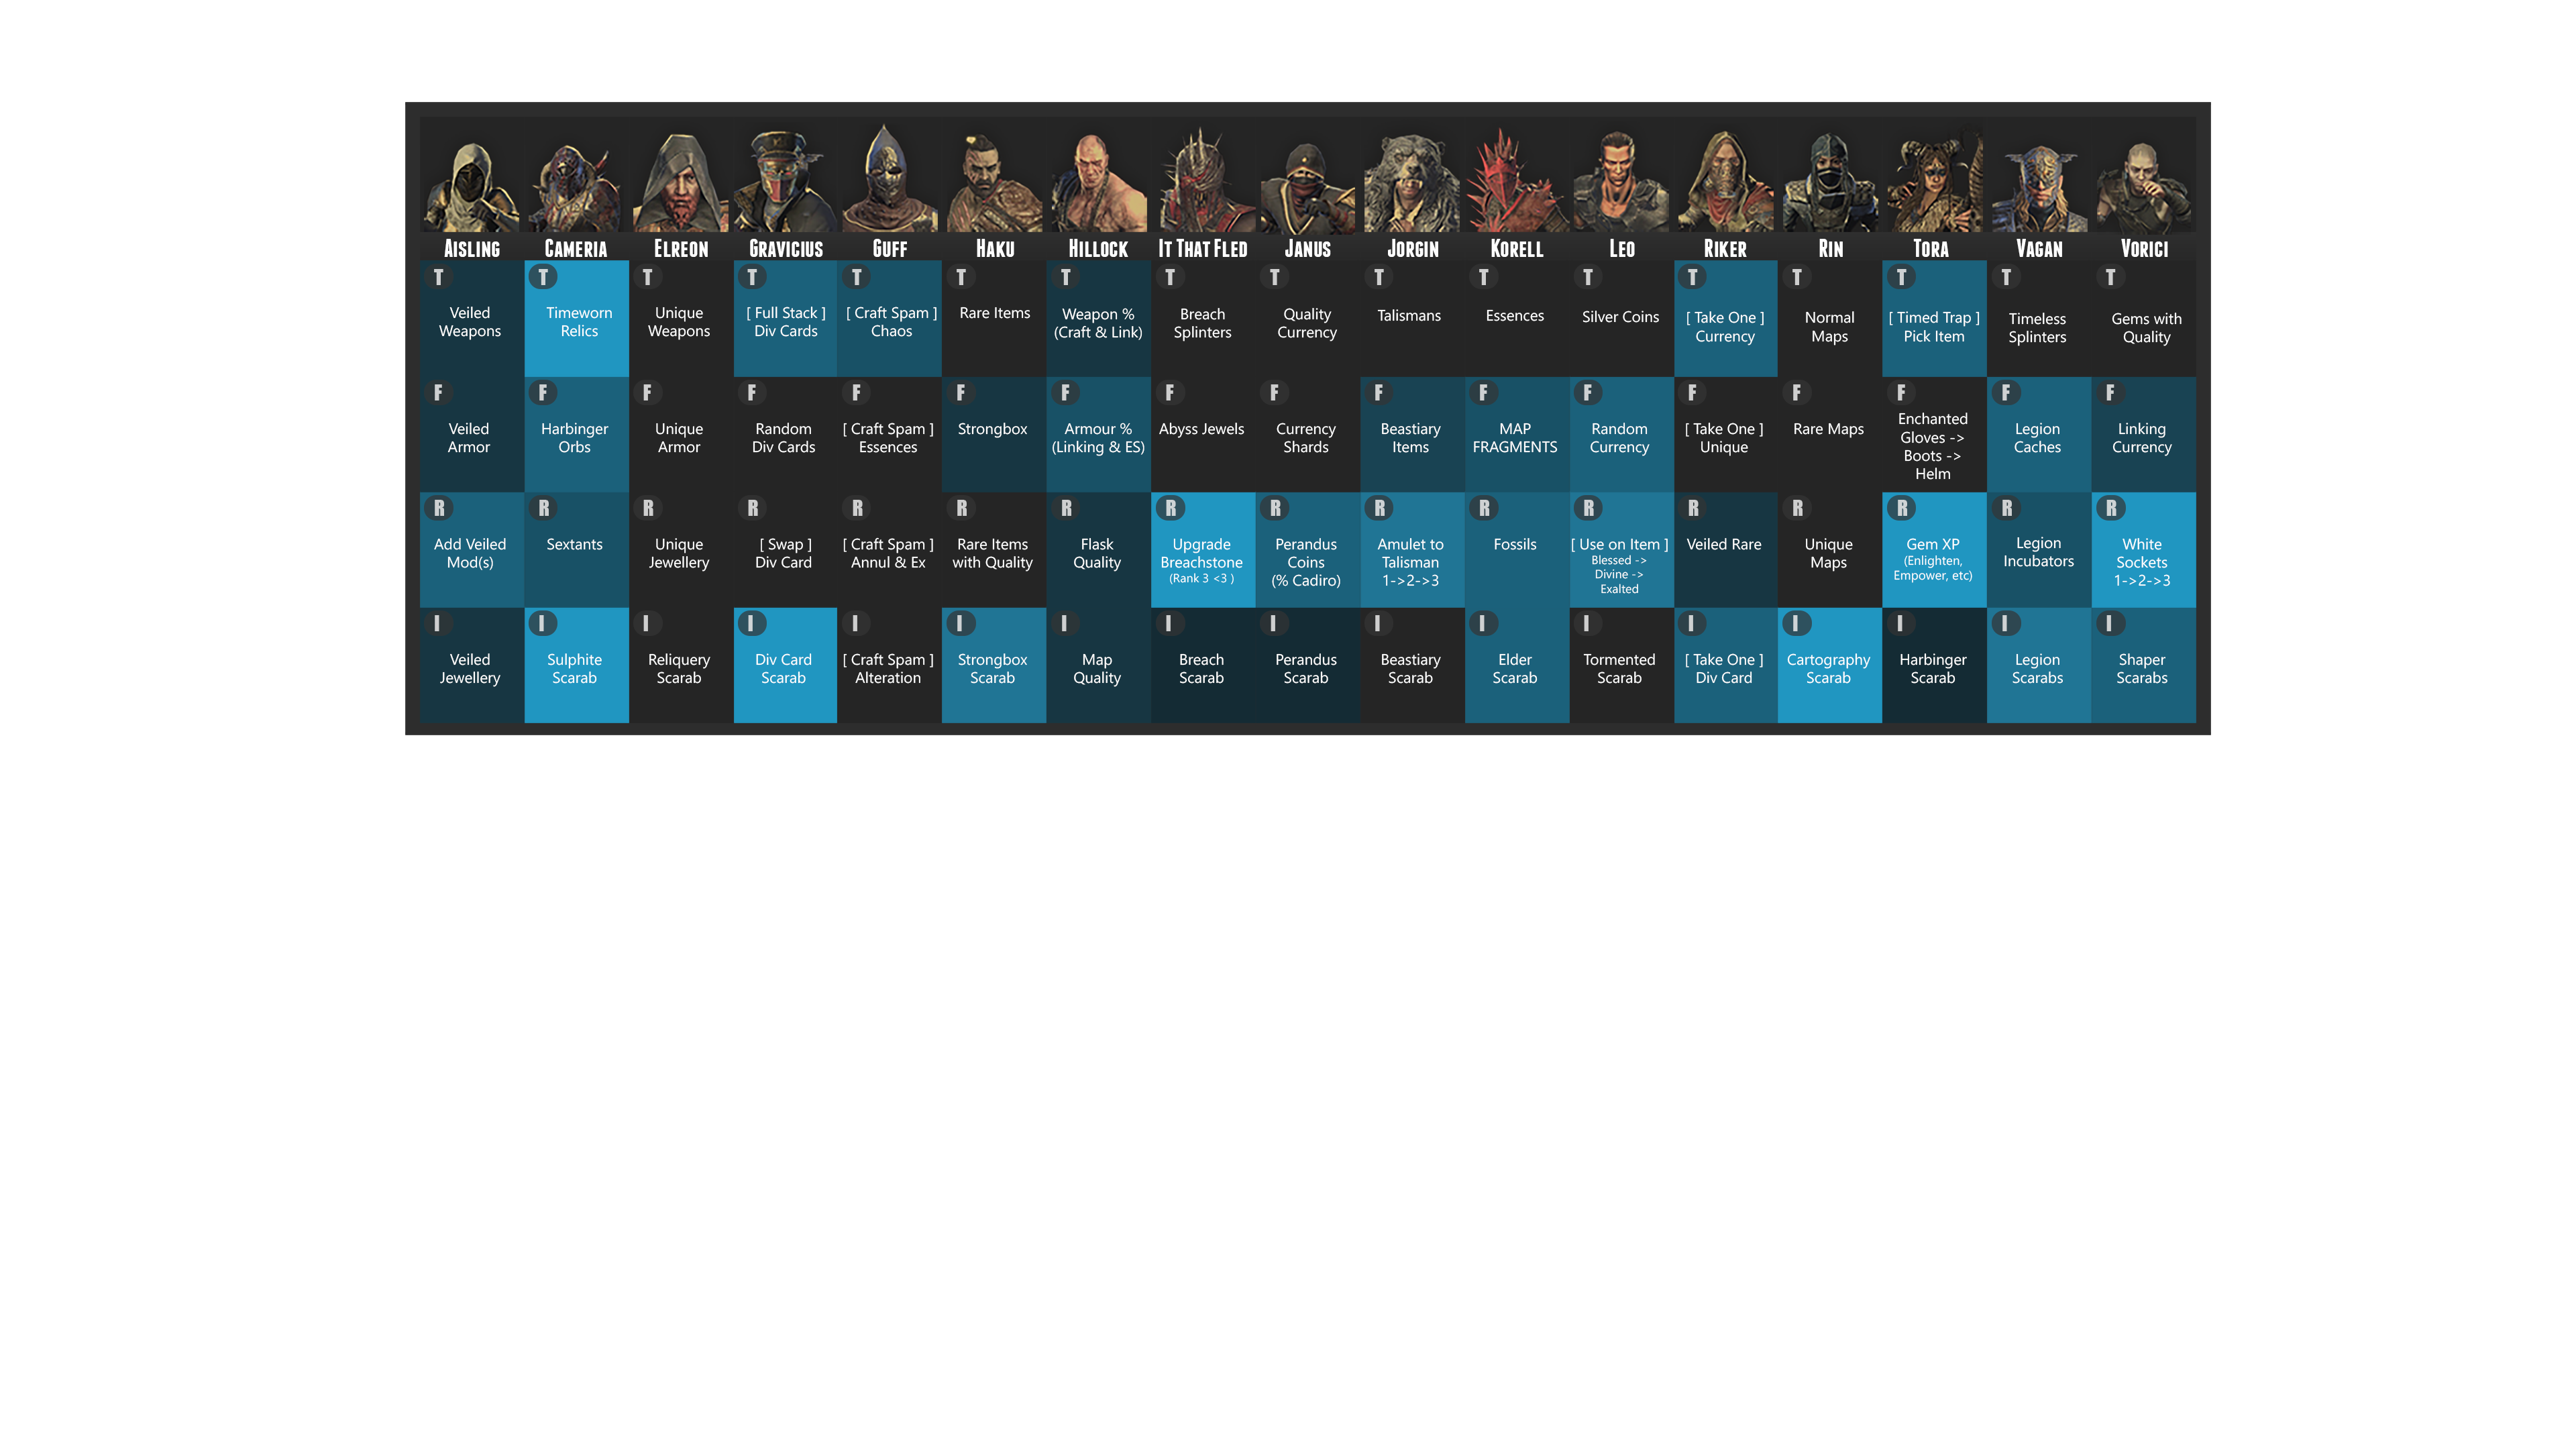 AISLING CAMERIA ELREON GRAVICIUS GUFF HAKU HILLOCK IT THAT FLED JANUS JORGIN KORELL LEO RIKER RIN TORA VAGAN VORICI
T T T T T T T T T T T T T T T T T
Veiled Timeworn Unique [ Full Stack ] [ Craft Spam ] Rare Items Weapon % Breach Quality Talismans Essences Silver Coins [ Take One ] Normal [ Timed Trap ] Timeless Gems with
Weapons Relics Weapons Div Cards Chaos (Craft & Link) Splinters Currency Currency Maps Pick Item Splinters Quality
F F F F F F F F F F F F F F F F F
Enchanted
Veiled Harbinger Unique Random [ Craft Spam ] Strongbox Armour % Abyss Jewels Currency Beastiary MAP Random [ Take One ] Rare Maps Gloves -> Legion Linking
Armor Orbs Armor Div Cards Essences (Linking & ES) Shards Items FRAGMENTS Currency Unique Boots -> Caches Currency
Helm
R R R R R R R R R R R R R R R R R
Add Veiled Sextants Unique [ Swap ] [ Craft Spam ] Rare Items Flask Upgrade Perandus Amulet to Fossils [ Use on Item ] Veiled Rare Unique Gem XP Legion White
Mod(s) Jewellery Div Card Annul & Ex with Quality Quality Breachstone Coins Talisman Blessed -> Maps (Enlighten, Incubators Sockets
(Rank 3 <3 ) (% Cadiro) 1->2->3 Divine -> Empower, etc) 1->2->3
Exalted
I I I I I I I I I I I I I I I I I
Veiled Sulphite Reliquery Div Card [ Craft Spam ] Strongbox Map Breach Perandus Beastiary Elder Tormented [ Take One ] Cartography Harbinger Legion Shaper
Jewellery Scarab Scarab Scarab Alteration Scarab Quality Scarab Scarab Scarab Scarab Scarab Div Card Scarab Scarab Scarabs Scarabs